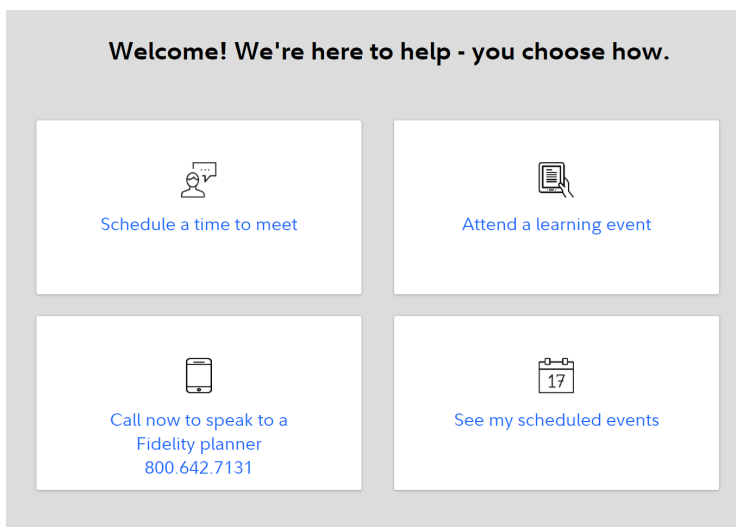 Welcome! We're here to help - you choose how.
Schedule a time to meet
Attend a learning event
Call now to speak to a
Fidelity planner
800.642.7131
17
See my scheduled events